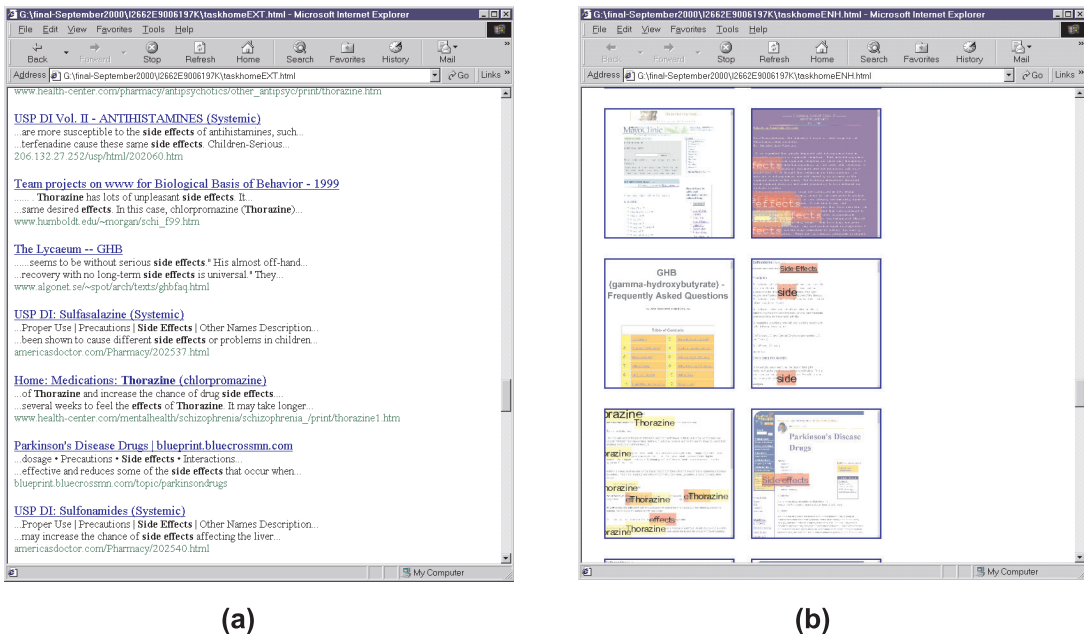 G:\final-September2000\I2662E9006197K\taskhomeEXT.html - Microsoft Internet Explorer
File Edit View Favorites Tools Help
Back Forward Stop Refresh Home Search Favorites History Mail »
Address G:\final-September2000\I2662E9006197K\taskhomeEXT.html Go Links »
www.health-center.com/pharmacy/antipsychotics/other_antipsyc/print/thorazine.htm
USP DI Vol. II - ANTIHISTAMINES (Systemic)
...are more susceptible to the side effects of antihistamines, such...
...terfenadine cause these same side effects. Children-Serious...
206.132.27.252/usp/html/202060.htm
Team projects on www for Biological Basis of Behavior - 1999
...... . Thorazine has lots of unpleasant side effects. It...
...same desired effects. In this case, chlorpromazine (Thorazine)...
www.humboldt.edu/~morgan/schi_f99.htm
The Lycaeum -- GHB
......seems to be without serious side effects." His almost off-hand...
...recovery with no long-term side effects is universal." They...
www.algonet.se/~spot/arch/texts/ghbfaq.html
USP DI: Sulfasalazine (Systemic)
...Proper Use | Precautions | Side Effects | Other Names Description...
...been shown to cause different side effects or problems in children...
americasdoctor.com/Pharmacy/202537.html
Home: Medications: Thorazine (chlorpromazine)
...of Thorazine and increase the chance of drug side effects....
...several weeks to feel the effects of Thorazine. It may take longer...
www.health-center.com/mentalhealth/schizophrenia/schizophrenia_/print/thorazine1.htm
Parkinson's Disease Drugs | blueprint.bluecrossmn.com
...dosage • Precautions • Side effects • Interactions...
...effective and reduces some of the side effects that occur when...
blueprint.bluecrossmn.com/topic/parkinsondrugs
USP DI: Sulfonamides (Systemic)
...Proper Use | Precautions | Side Effects | Other Names Description...
...may increase the chance of side effects affecting the liver...
americasdoctor.com/Pharmacy/202540.html
My Computer
(a)
G:\final-September2000\I2662E9006197K\taskhomeENH.html - Microsoft Internet Explorer
File Edit View Favorites Tools Help
Back Forward Stop Refresh Home Search Favorites History Mail »
Address G:\final-September2000\I2662E9006197K\taskhomeENH.html Go Links »
Mayo Clinic
effects
effects
effects
effects
GHB
(gamma-hydroxybutyrate) -
Frequently Asked Questions
Table of Contents
Side Effects
side
side
orazine
Thorazine
horazine
eThorazine
eThorazine
effects
Thorazine
orazine
Parkinson's Disease
Drugs
Side effects
My Computer
(b)